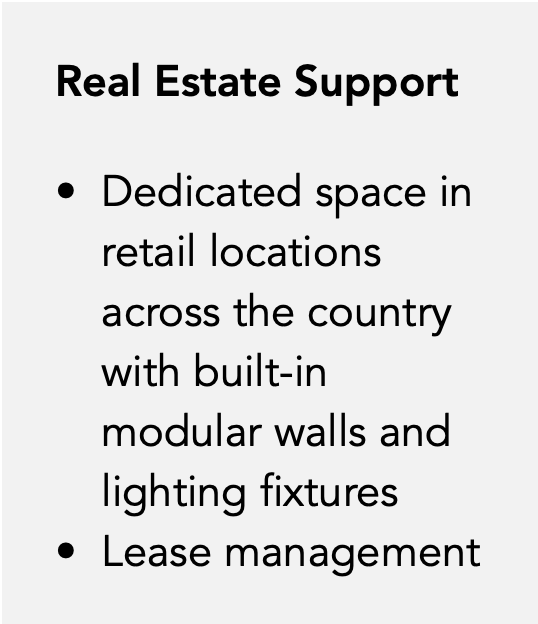 Real Estate Support
• Dedicated space in
retail locations
across the country
with built-in
modular walls and
lighting fixtures
• Lease management